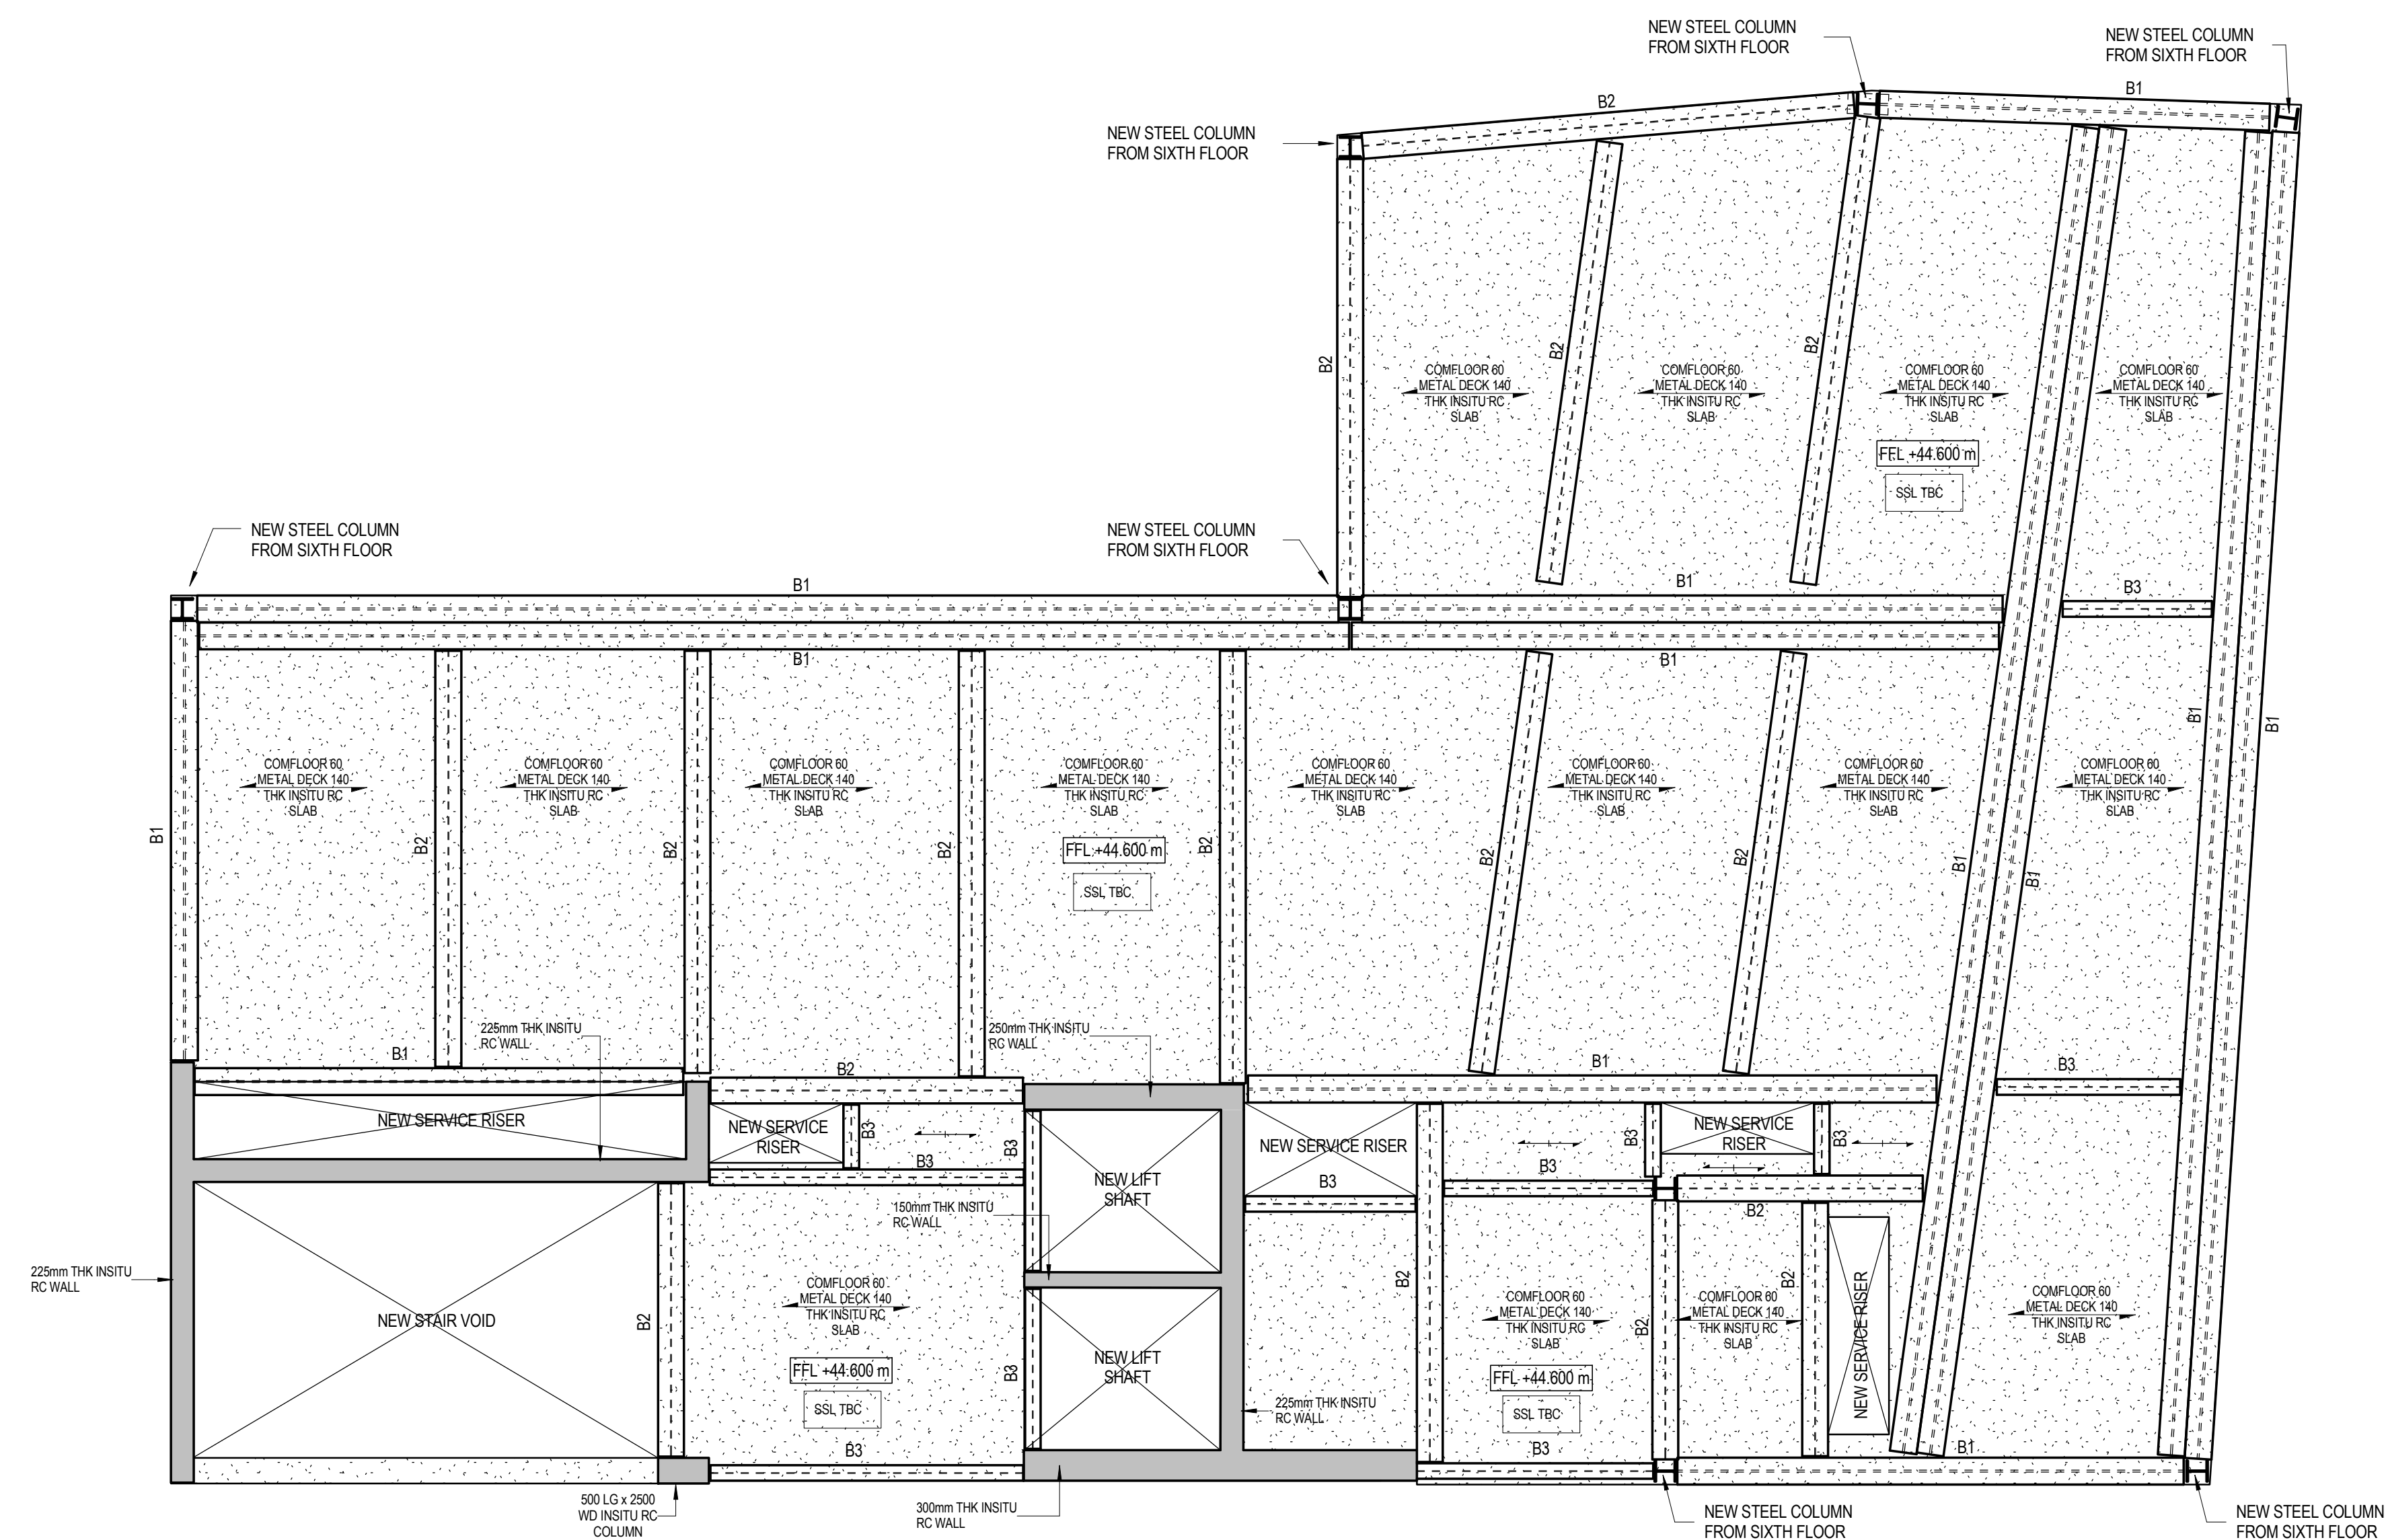 NEW STEEL COLUMN
FROM SIXTH FLOOR
NEW STEEL COLUMN
FROM SIXTH FLOOR
B1
B2
NEW STEEL COLUMN
FROM SIXTH FLOOR
B2
B2
B2
COMFLOOR 60
METAL DECK 140
THK INSITU RC
SLAB
COMFLOOR 60
METAL DECK 140
THK INSITU RC
SLAB
COMFLOOR 60
METAL DECK 140
THK INSITU RC
SLAB
COMFLOOR 60
METAL DECK 140
THK INSITU RC
SLAB
FFL +44.600 m
SSL TBC
NEW STEEL COLUMN
FROM SIXTH FLOOR
NEW STEEL COLUMN
FROM SIXTH FLOOR
B1
B1
B3
B1
B1
B1
B1
COMFLOOR 60
METAL DECK 140
THK INSITU RC
SLAB
COMFLOOR 60
METAL DECK 140
THK INSITU RC
SLAB
COMFLOOR 60
METAL DECK 140
THK INSITU RC
SLAB
COMFLOOR 60
METAL DECK 140
THK INSITU RC
SLAB
COMFLOOR 60
METAL DECK 140
THK INSITU RC
SLAB
COMFLOOR 60
METAL DECK 140
THK INSITU RC
SLAB
COMFLOOR 60
METAL DECK 140
THK INSITU RC
SLAB
COMFLOOR 60
METAL DECK 140
THK INSITU RC
SLAB
B1
B2
B2
B2
B2
B2
B2
B1
B1
FFL +44.600 m
SSL TBC
225mm THK INSITU
RC WALL
250mm THK INSITU
RC WALL
B1
B2
B1
B3
NEW SERVICE RISER
NEW SERVICE
RISER
B3
B3
B3
NEW SERVICE RISER
B3
B3
B3
NEW SERVICE
RISER
B3
NEW LIFT
SHAFT
150mm THK INSITU
RC WALL
B2
225mm THK INSITU
RC WALL
NEW STAIR VOID
B2
COMFLOOR 60
METAL DECK 140
THK INSITU RC
SLAB
FFL +44.600 m
SSL TBC
B3
NEW LIFT
SHAFT
B3
225mm THK INSITU
RC WALL
B2
COMFLOOR 60
METAL DECK 140
THK INSITU RC
SLAB
FFL +44.600 m
SSL TBC
B2
COMFLOOR 60
METAL DECK 140
THK INSITU RC
SLAB
B2
NEW SERVICE RISER
COMFLOOR 60
METAL DECK 140
THK INSITU RC
SLAB
B3
B3
B1
500 LG x 2500
WD INSITU RC
COLUMN
300mm THK INSITU
RC WALL
NEW STEEL COLUMN
FROM SIXTH FLOOR
NEW STEEL COLUMN
FROM SIXTH FLOOR